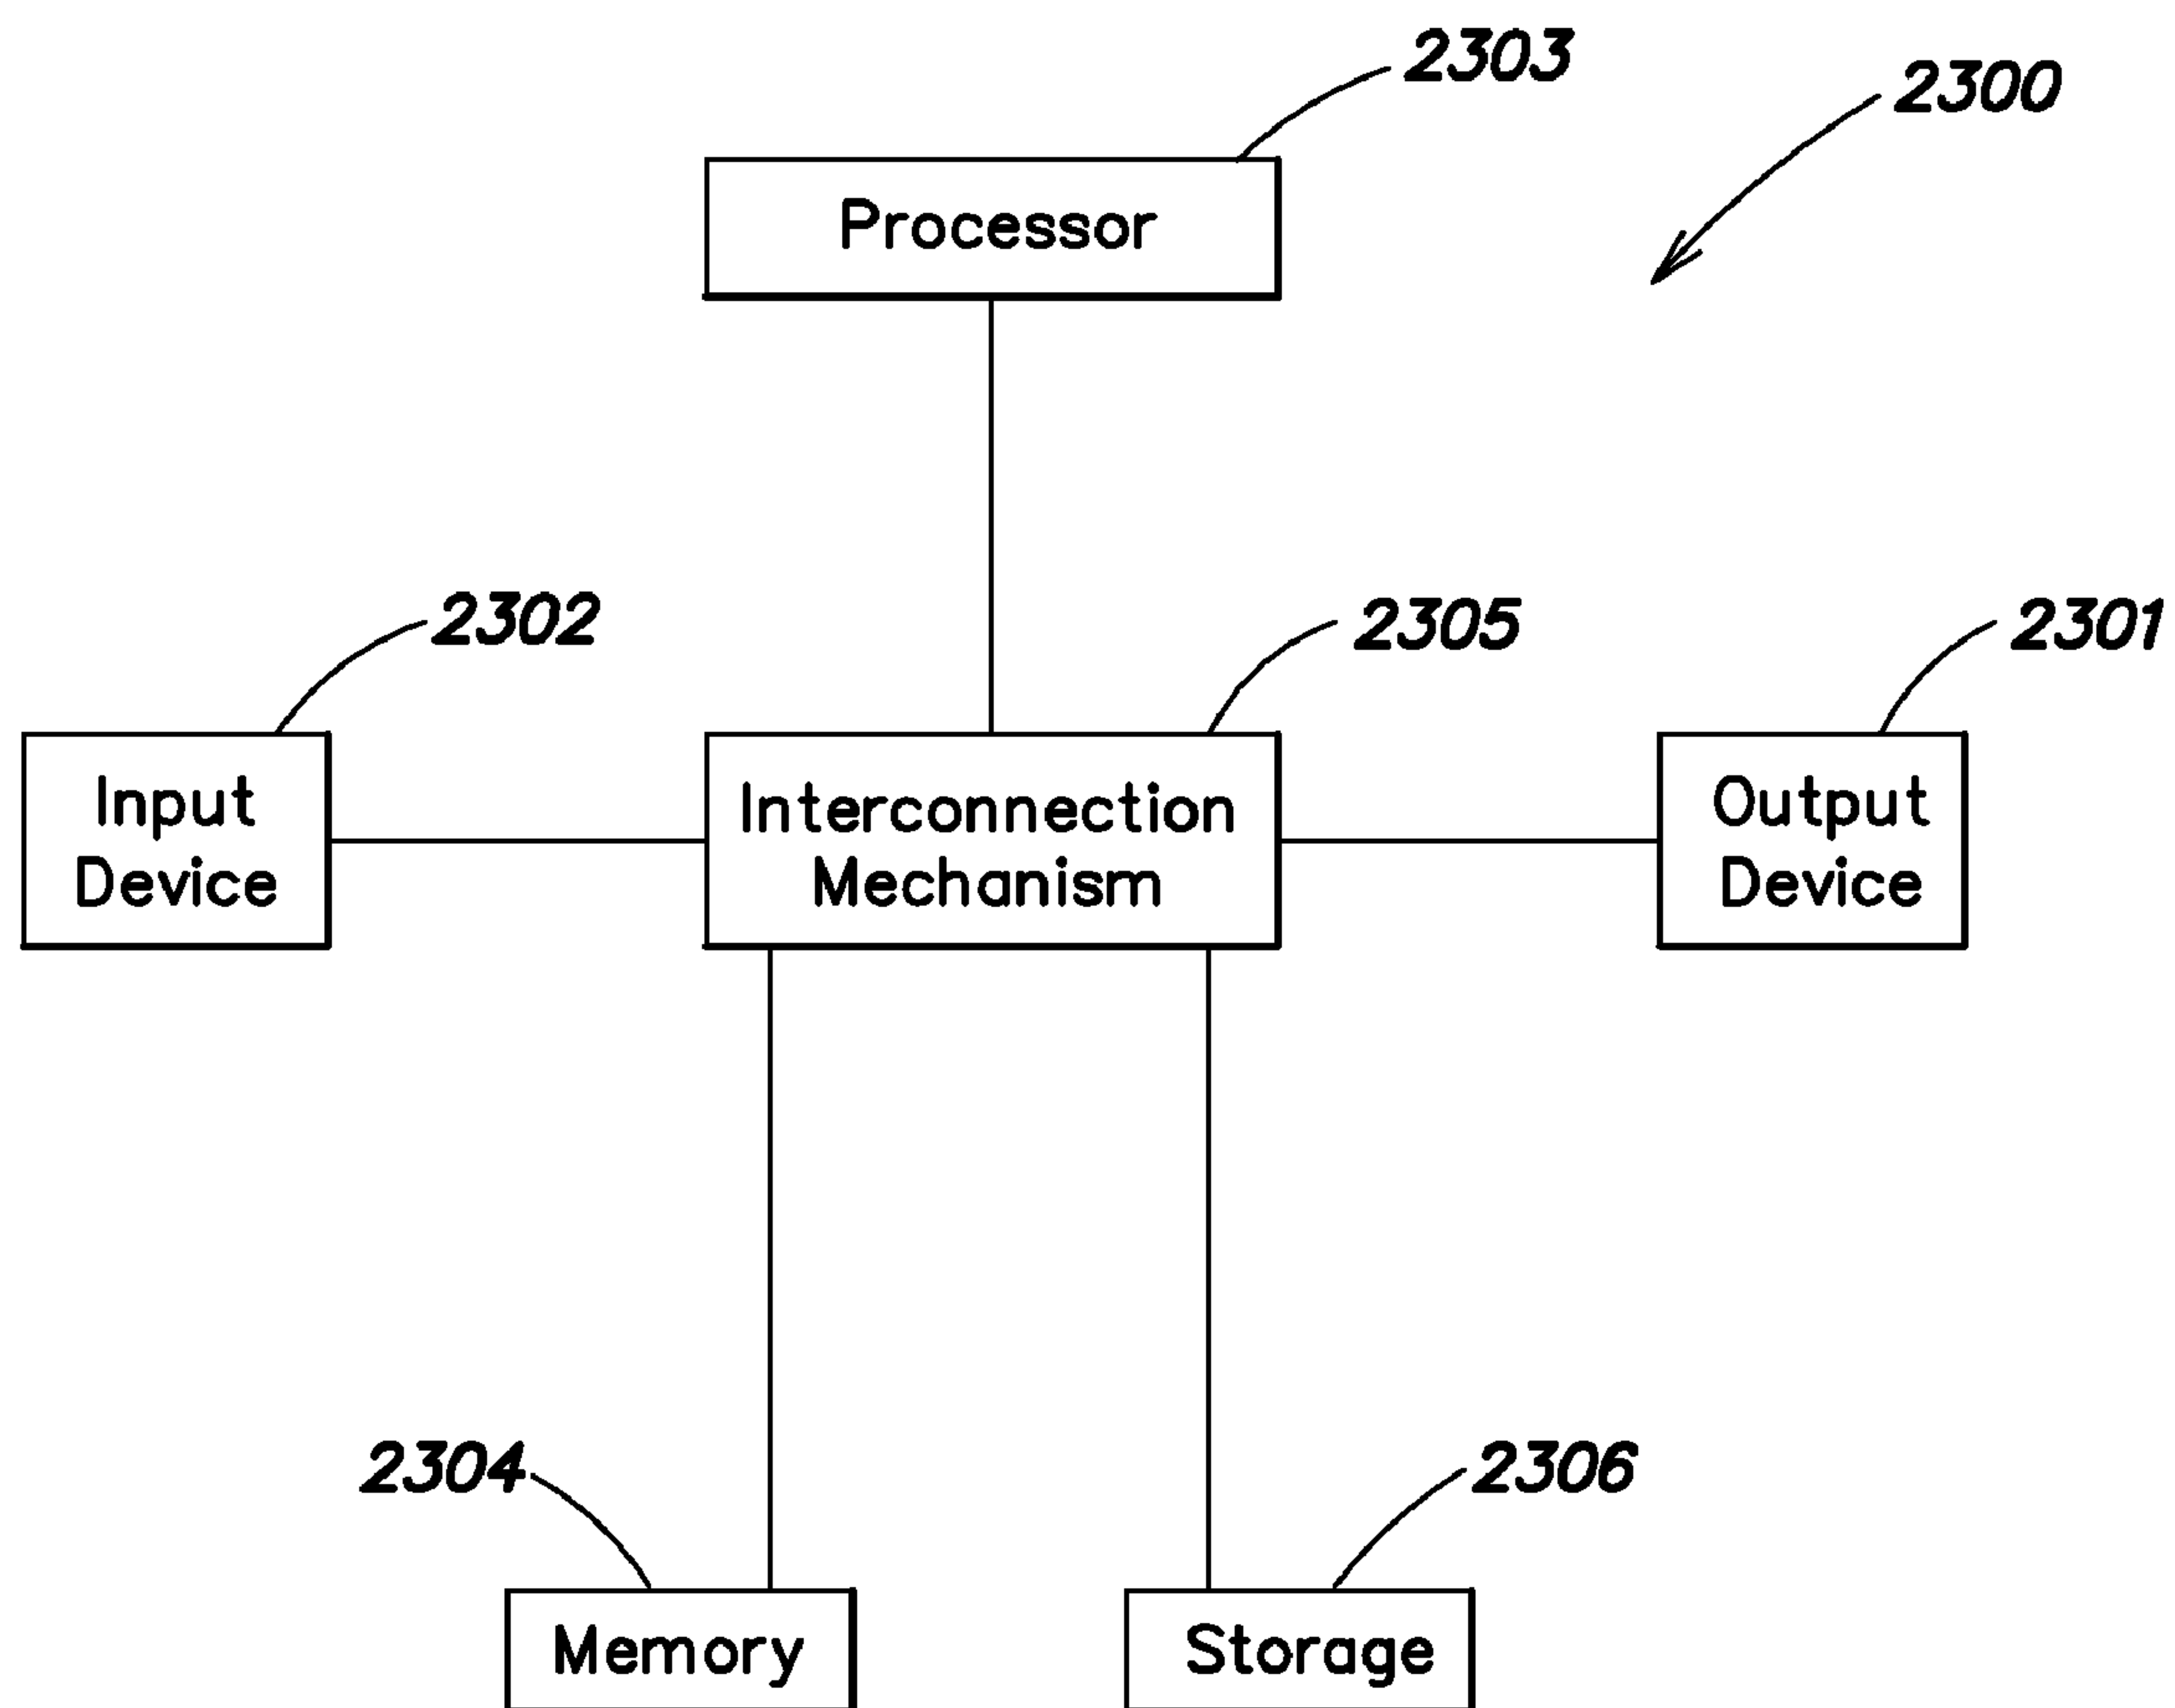 2303
2300
Processor
2302
2305
2301
Input
Device
Interconnection
Mechanism
Output
Device
2304
2306
Memory
Storage